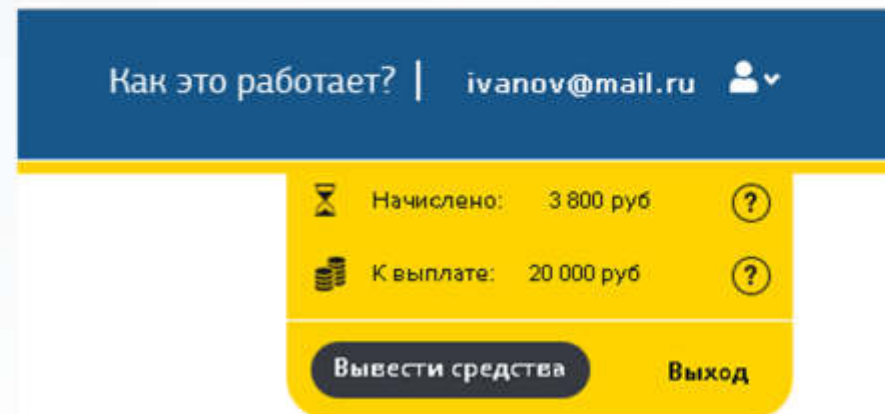 Как это работает? | ivanov@mail.ru
Начислено: 3 800 руб ?
К выплате: 20 000 руб ?
Вывести средства Выход